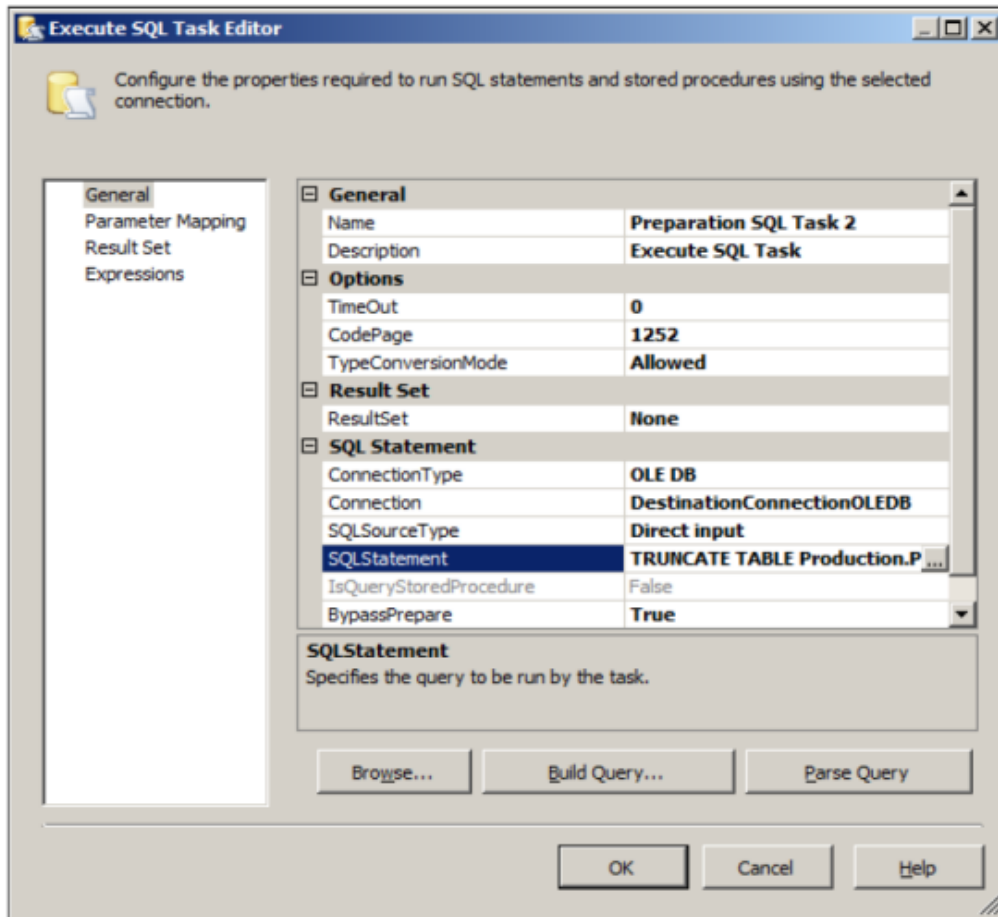 Execute SQL Task Editor
Configure the properties required to run SQL statements and stored procedures using the selected
connection.
General
Parameter Mapping
Result Set
Expressions
General
Name Preparation SQL Task 2
Description Execute SQL Task
Options
TimeOut 0
CodePage 1252
TypeConversionMode Allowed
Result Set
ResultSet None
SQL Statement
ConnectionType OLE DB
Connection DestinationConnectionOLEDB
SQLSourceType Direct input
SQLStatement TRUNCATE TABLE Production.P ...
IsQueryStoredProcedure False
BypassPrepare True
SQLStatement
Specifies the query to be run by the task.
Browse... Build Query... Parse Query
OK Cancel Help